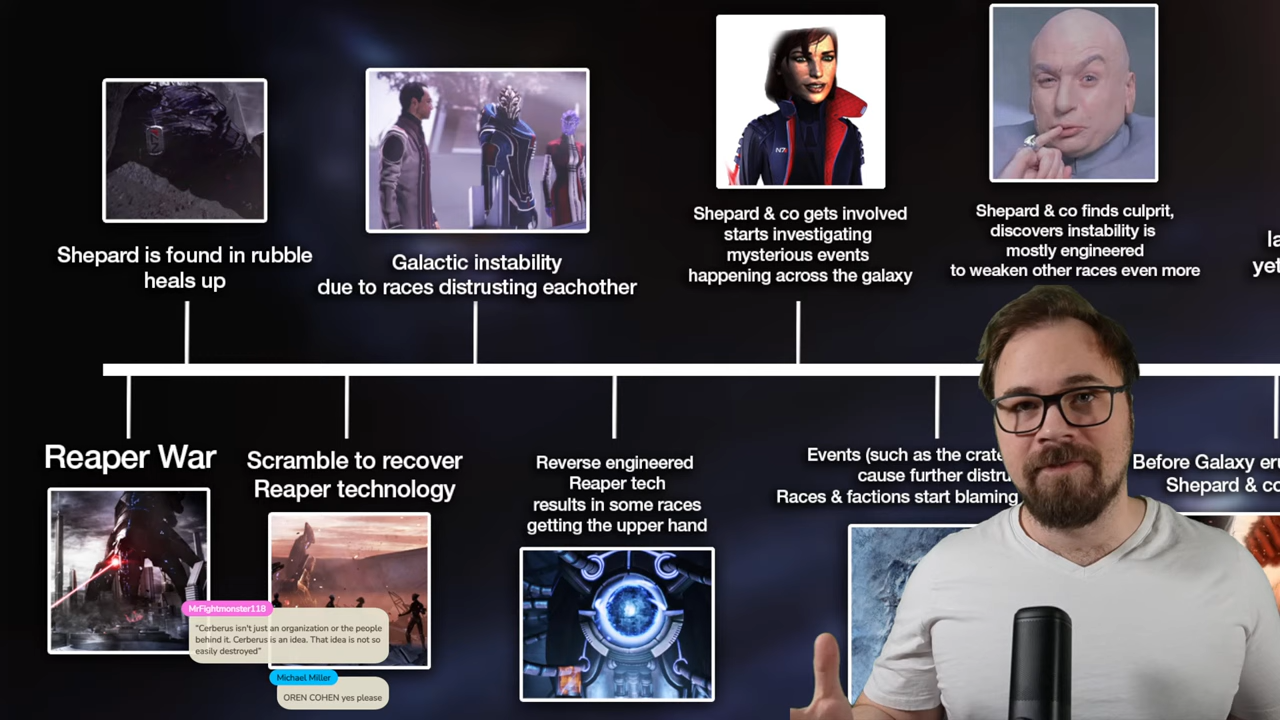 Shepard is found in rubble
heals up
Galactic instability
due to races distrusting eachother
N7
Shepard & co gets involved
starts investigating
mysterious events
happening across the galaxy
Shepard & co finds culprit,
discovers instability is
mostly engineered
to weaken other races even more
la
yet
Reaper War
Scramble to recover
Reaper technology
Reverse engineered
Reaper tech
results in some races
getting the upper hand
Events (such as the crate
cause further distru
Races & factions start blaming
Before Galaxy eru
Shepard & co
MrFightmonster118
"Cerberus isn't just an organization or the people
behind it. Cerberus is an idea. That idea is not so
easily destroyed"
Michael Miller
OREN COHEN yes please